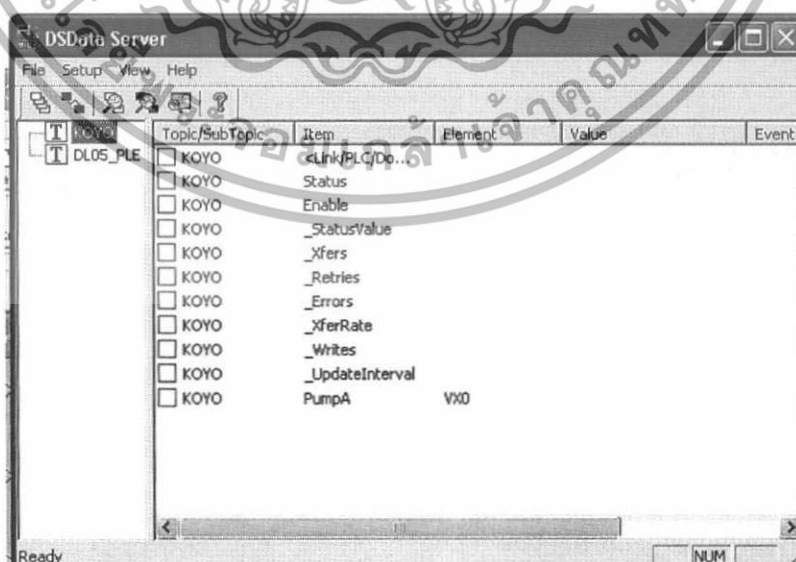 DSData Server
File Setup View Help
KOYO
DL05_PLE
Topic/SubTopic Item Element Value Event
KOYO <Link/PLC/Do...
KOYO Status
KOYO Enable
KOYO _StatusValue
KOYO _Xfers
KOYO _Retries
KOYO _Errors
KOYO _XferRate
KOYO _Writes
KOYO _UpdateInterval
KOYO PumpA VX0
Ready NUM